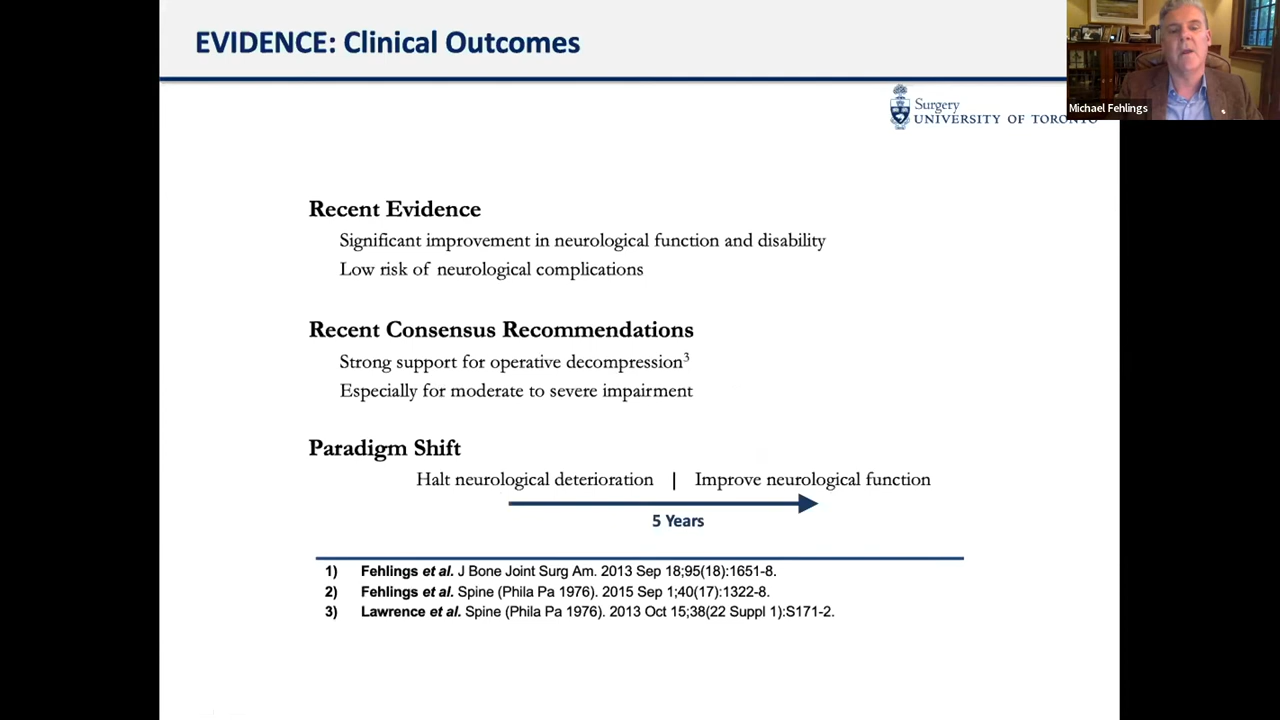 EVIDENCE: Clinical Outcomes
Surgery
UNIVERSITY OF TORONTO
Michael Fehlings
Recent Evidence
Significant improvement in neurological function and disability
Low risk of neurological complications
Recent Consensus Recommendations
Strong support for operative decompression³
Especially for moderate to severe impairment
Paradigm Shift
Halt neurological deterioration | Improve neurological function
5 Years
1) Fehlings et al. J Bone Joint Surg Am. 2013 Sep 18;95(18):1651-8.
2) Fehlings et al. Spine (Phila Pa 1976). 2015 Sep 1;40(17):1322-8.
3) Lawrence et al. Spine (Phila Pa 1976). 2013 Oct 15;38(22 Suppl 1):S171-2.